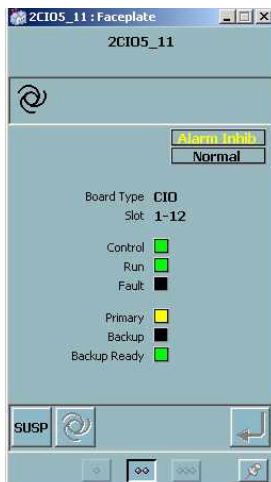 2CIO5_11 : Faceplate
2CIO5_11
Alarm Inhib
Normal
Board Type CIO
Slot 1-12
Control
Run
Fault
Primary
Backup
Backup Ready
SUSP